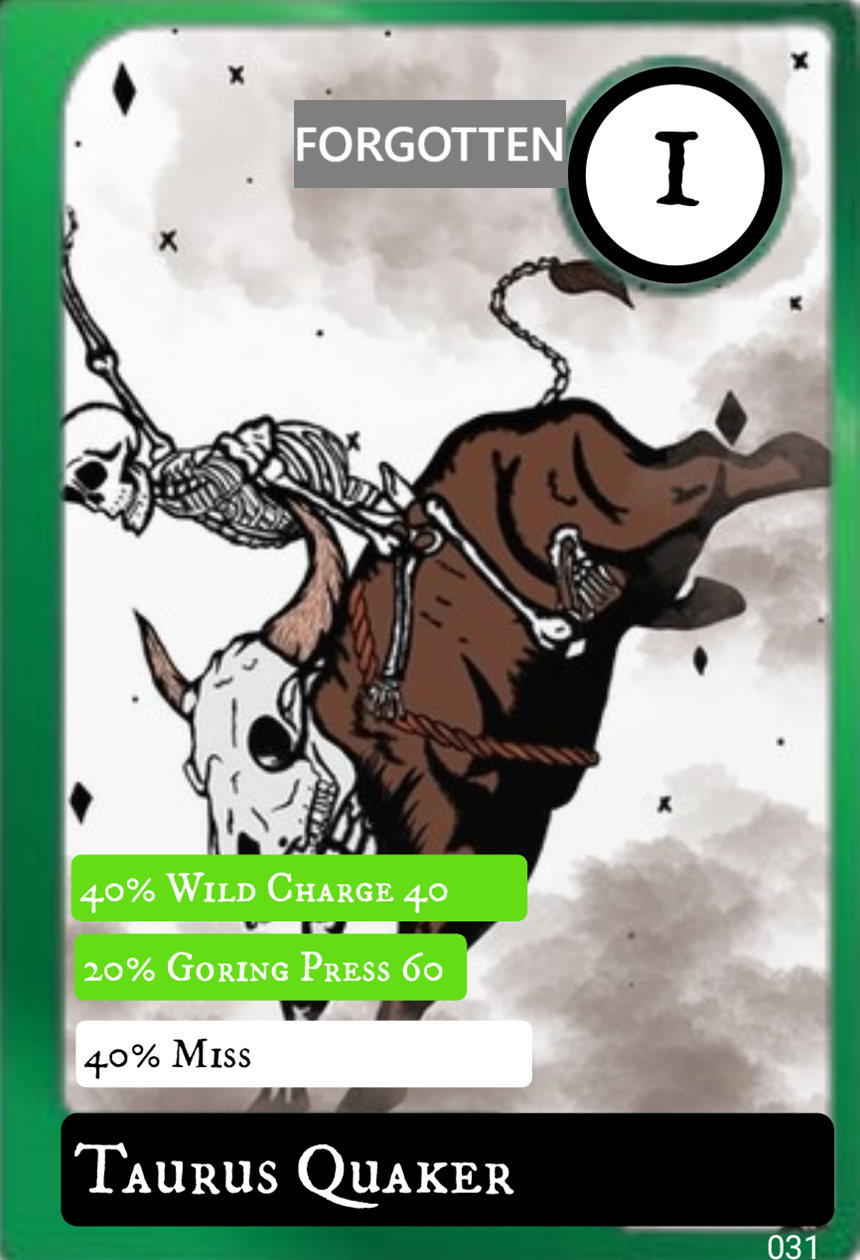 FORGOTTEN
I
40% Wild Charge 40
20% Goring Press 60
40% Miss
Taurus Quaker
031